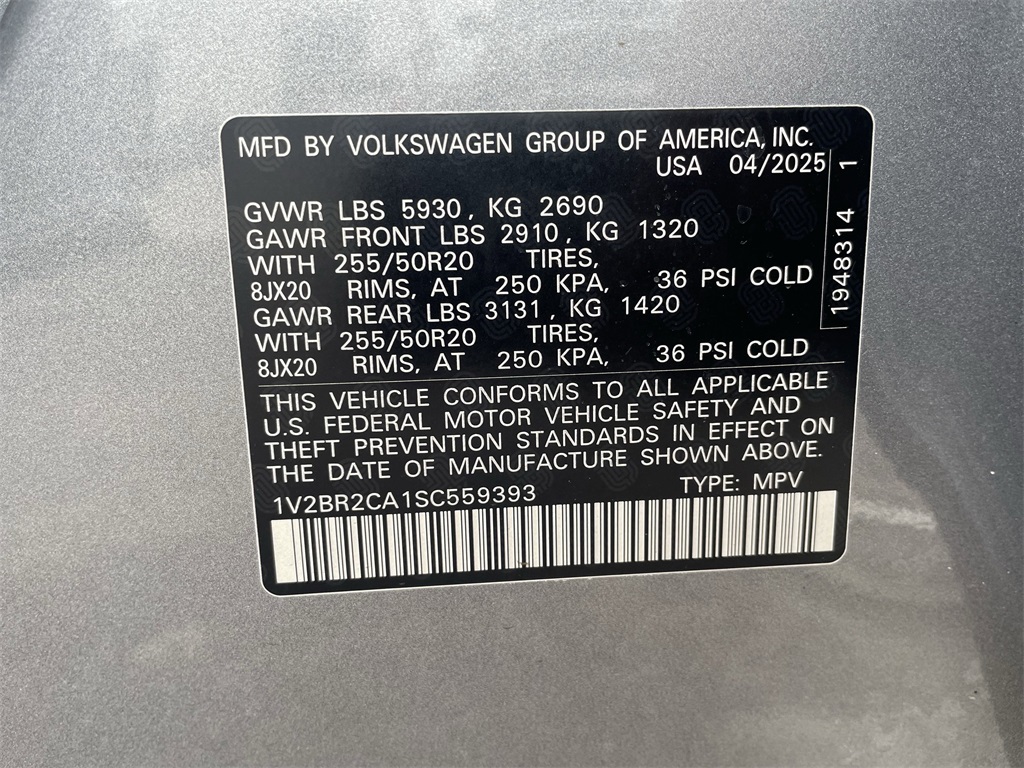 MFD BY VOLKSWAGEN GROUP OF AMERICA, INC.
USA 04/2025
GVWR LBS 5930, KG 2690
GAWR FRONT LBS 2910, KG 1320
WITH 255/50R20 TIRES,
8JX20 RIMS, AT 250 KPA, 36 PSI COLD
GAWR REAR LBS 3131, KG 1420
WITH 255/50R20 TIRES,
8JX20 RIMS, AT 250 KPA, 36 PSI COLD
THIS VEHICLE CONFORMS TO ALL APPLICABLE
U.S. FEDERAL MOTOR VEHICLE SAFETY AND
THEFT PREVENTION STANDARDS IN EFFECT ON
THE DATE OF MANUFACTURE SHOWN ABOVE.
1V2BR2CA1SC559393 TYPE: MPV
1948314 1